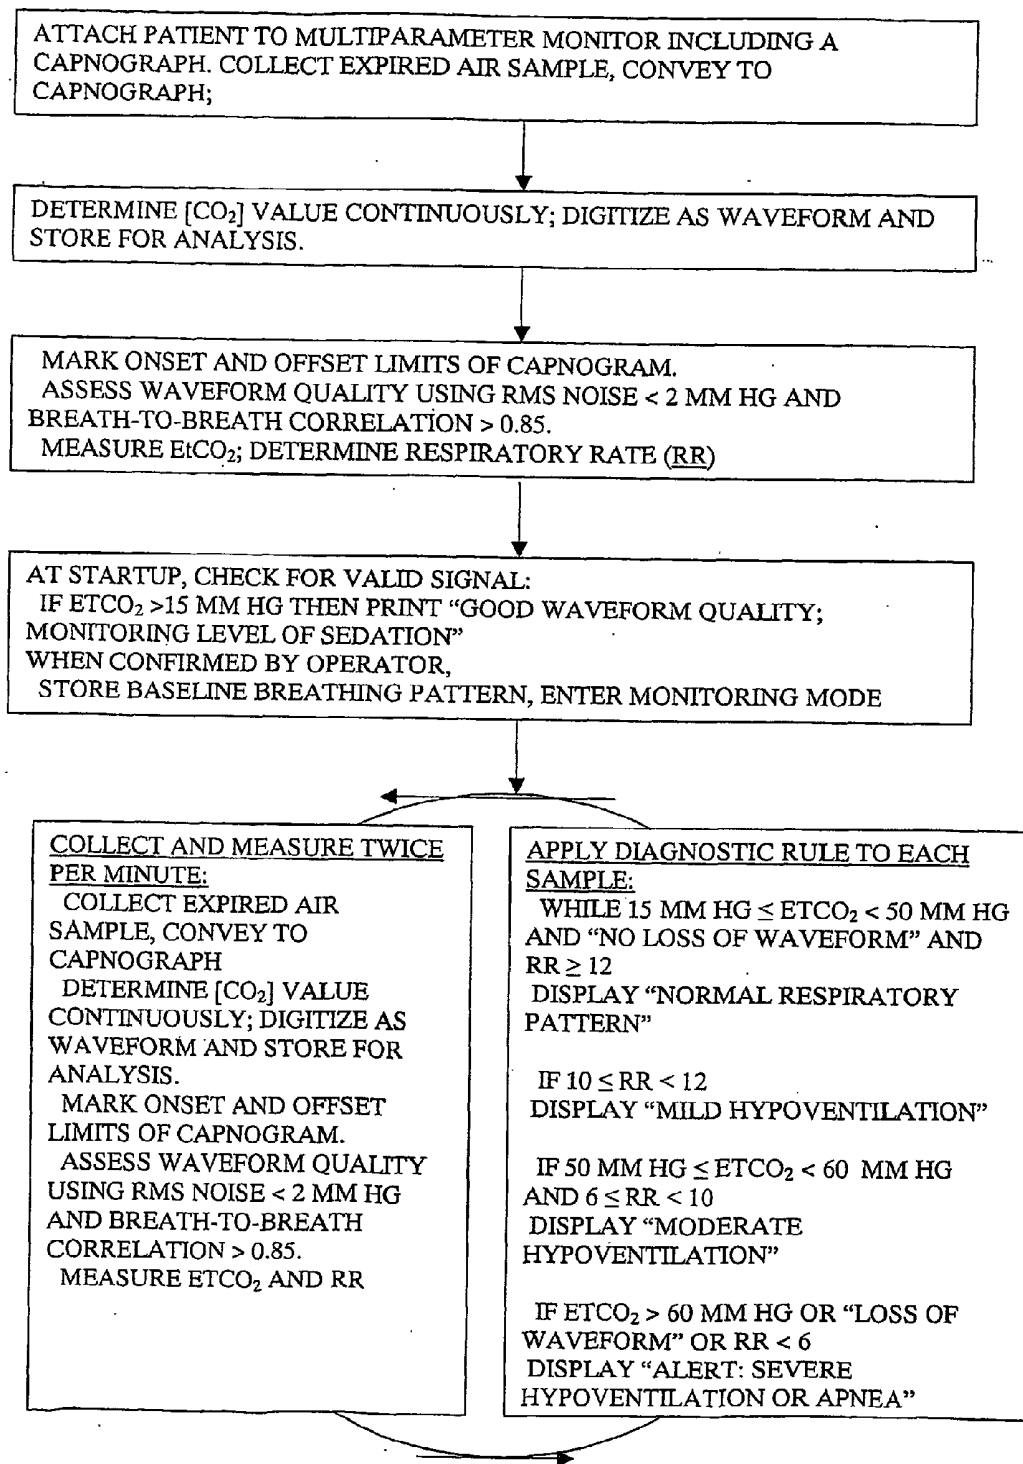 ATTACH PATIENT TO MULTIPARAMETER MONITOR INCLUDING A
CAPNOGRAPH. COLLECT EXPIRED AIR SAMPLE, CONVEY TO
CAPNOGRAPH;
DETERMINE [CO₂] VALUE CONTINUOUSLY; DIGITIZE AS WAVEFORM AND
STORE FOR ANALYSIS.
MARK ONSET AND OFFSET LIMITS OF CAPNOGRAM.
ASSESS WAVEFORM QUALITY USING RMS NOISE < 2 MM HG AND
BREATH-TO-BREATH CORRELATION > 0.85.
MEASURE EtCO₂; DETERMINE RESPIRATORY RATE (RR)
AT STARTUP, CHECK FOR VALID SIGNAL:
IF ETCO₂ >15 MM HG THEN PRINT “GOOD WAVEFORM QUALITY;
MONITORING LEVEL OF SEDATION”
WHEN CONFIRMED BY OPERATOR,
STORE BASELINE BREATHING PATTERN, ENTER MONITORING MODE
COLLECT AND MEASURE TWICE
PER MINUTE:
COLLECT EXPIRED AIR
SAMPLE, CONVEY TO
CAPNOGRAPH
DETERMINE [CO₂] VALUE
CONTINUOUSLY; DIGITIZE AS
WAVEFORM AND STORE FOR
ANALYSIS.
MARK ONSET AND OFFSET
LIMITS OF CAPNOGRAM.
ASSESS WAVEFORM QUALITY
USING RMS NOISE < 2 MM HG
AND BREATH-TO-BREATH
CORRELATION > 0.85.
MEASURE ETCO₂ AND RR
APPLY DIAGNOSTIC RULE TO EACH
SAMPLE:
WHILE 15 MM HG ≤ ETCO₂ < 50 MM HG
AND “NO LOSS OF WAVEFORM” AND
RR ≥ 12
DISPLAY “NORMAL RESPIRATORY
PATTERN”
IF 10 ≤ RR < 12
DISPLAY “MILD HYPOVENTILATION”
IF 50 MM HG ≤ ETCO₂ < 60 MM HG
AND 6 ≤ RR < 10
DISPLAY “MODERATE
HYPOVENTILATION”
IF ETCO₂ > 60 MM HG OR “LOSS OF
WAVEFORM” OR RR < 6
DISPLAY “ALERT: SEVERE
HYPOVENTILATION OR APNEA”